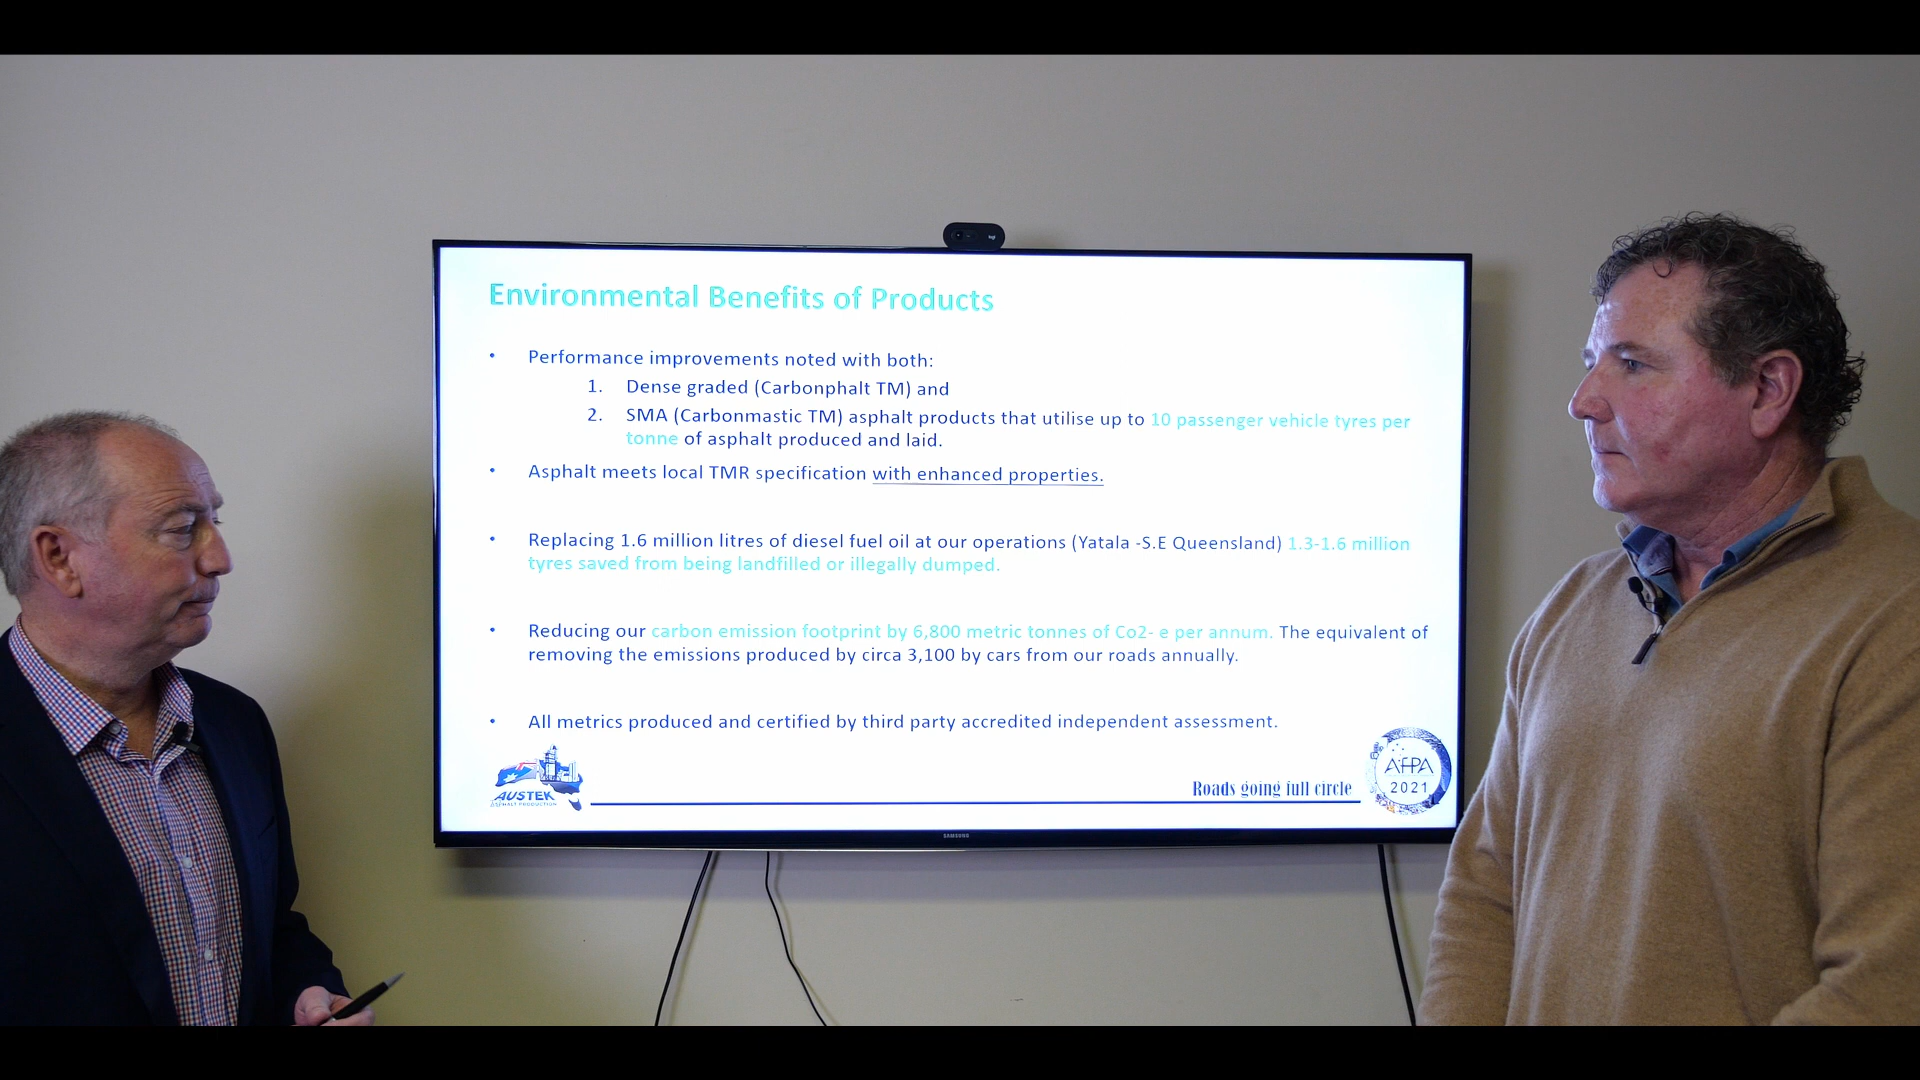 Environmental Benefits of Products
• Performance improvements noted with both:
1. Dense graded (Carbonphalt TM) and
2. SMA (Carbonmastic TM) asphalt products that utilise up to 10 passenger vehicle tyres per
tonne of asphalt produced and laid.
• Asphalt meets local TMR specification with enhanced properties.
• Replacing 1.6 million litres of diesel fuel oil at our operations (Yatala -S.E Queensland) 1.3-1.6 million
tyres saved from being landfilled or illegally dumped.
• Reducing our carbon emission footprint by 6,800 metric tonnes of Co2- e per annum. The equivalent of
removing the emissions produced by circa 3,100 by cars from our roads annually.
• All metrics produced and certified by third party accredited independent assessment.
AUSTEK
ASPHALT PRODUCTION
Roads going full circle
AfPA
2021
SAMSUNG
logi